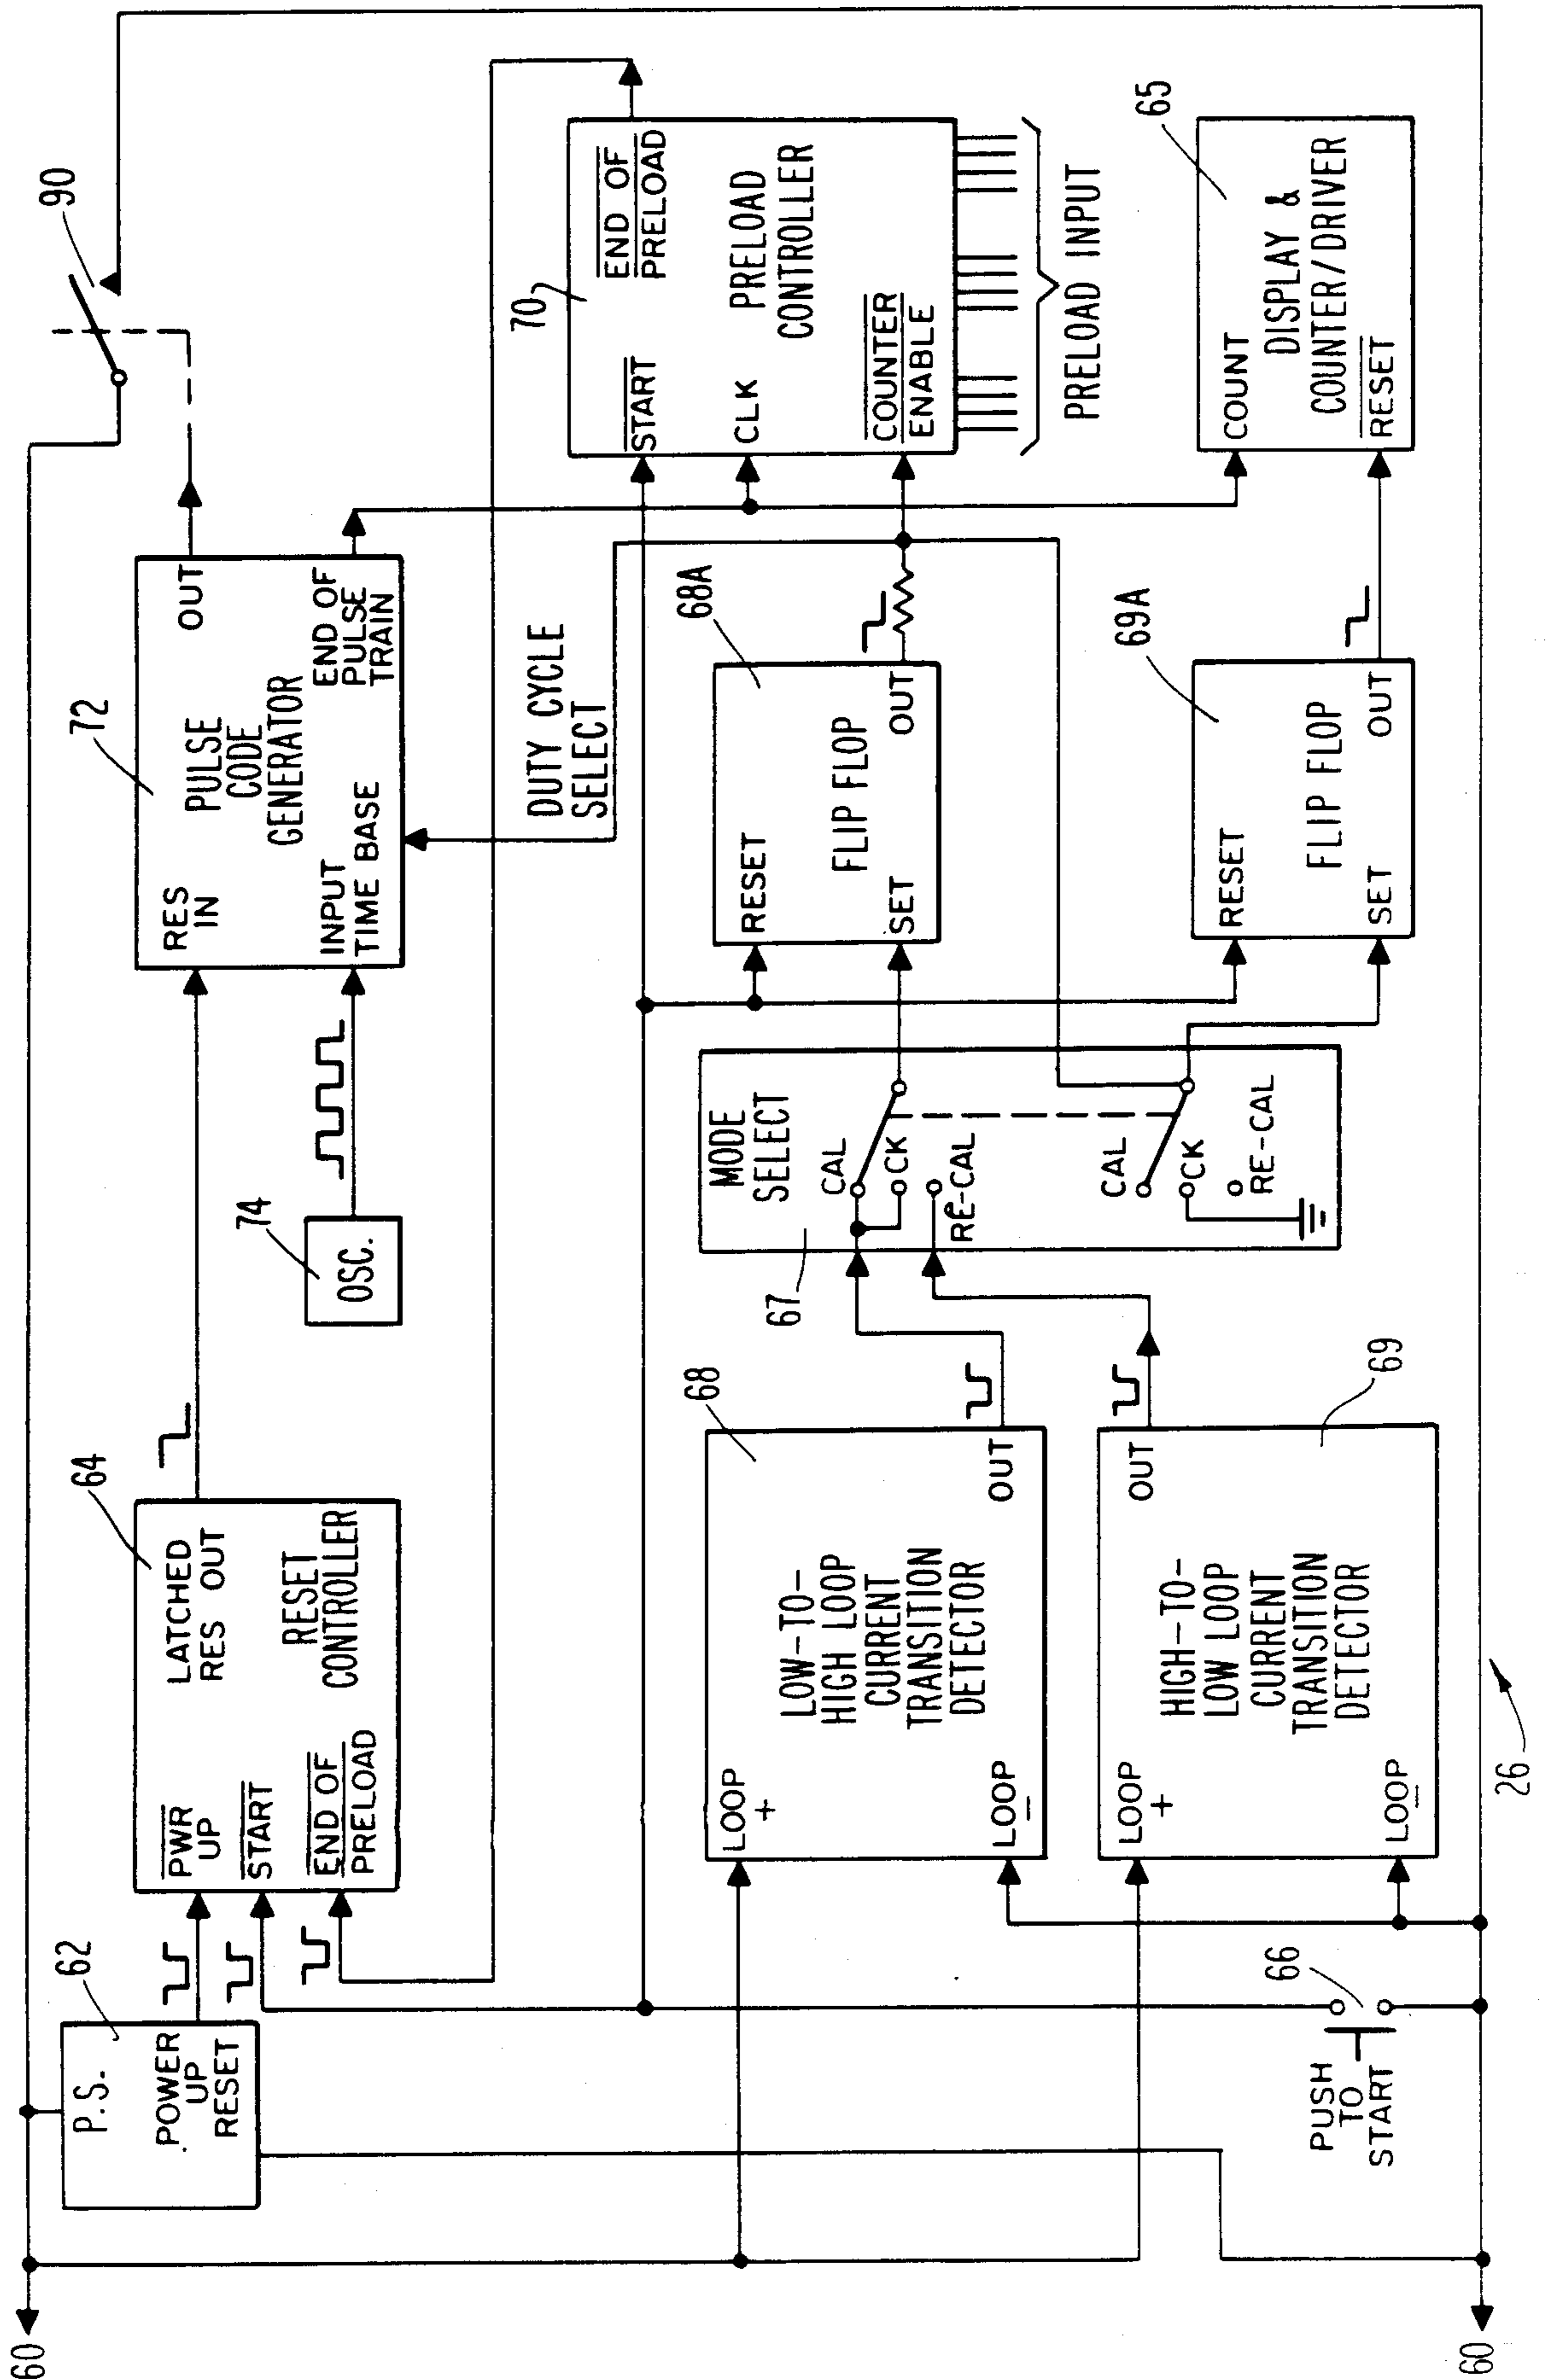 60
P.S.
62
POWER
UP
RESET
PWR
UP
START
END OF
PRELOAD
LATCHED
RES OUT
RESET
CONTROLLER
64
OSC.
74
RES
IN
PULSE
CODE
GENERATOR
INPUT
TIME BASE
OUT
END OF
PULSE
TRAIN
72
90
DUTY CYCLE
SELECT
START
CLK
COUNTER
ENABLE
END OF
PRELOAD
PRELOAD
CONTROLLER
70
PRELOAD INPUT
LOOP
+
LOOP
–
LOW-TO-
HIGH LOOP
CURRENT
TRANSITION
DETECTOR
OUT
68
LOOP
+
LOOP
–
HIGH-TO-
LOW LOOP
CURRENT
TRANSITION
DETECTOR
OUT
69
MODE
SELECT
CAL
CK
RE-CAL
CAL
CK
RE-CAL
67
RESET
SET
FLIP FLOP
OUT
68A
RESET
SET
FLIP FLOP
OUT
69A
COUNT
DISPLAY &
COUNTER/DRIVER
RESET
65
PUSH
TO
START
66
26
60